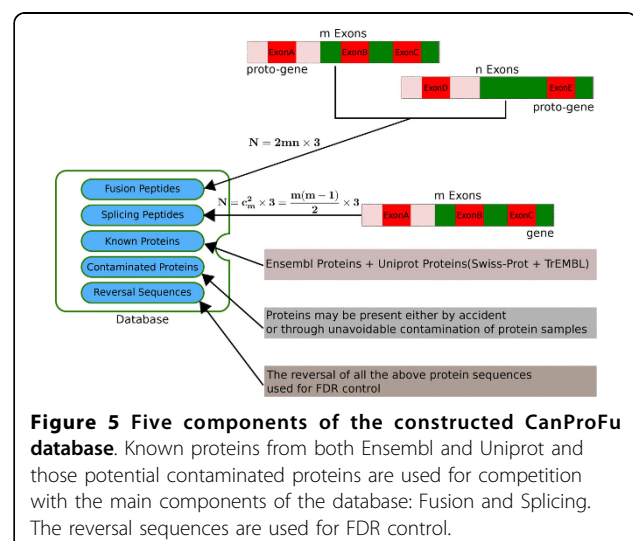 m Exons
ExonA ExonB ExonC
proto-gene
n Exons
ExonD ExonE
proto-gene
N = 2mn × 3
Fusion Peptides
N = c²ₘ × 3 = m(m − 1)/2 × 3
m Exons
Splicing Peptides
ExonA ExonB ExonC
gene
Known Proteins
Ensembl Proteins + Uniprot Proteins(Swiss-Prot + TrEMBL)
Contaminated Proteins
Reversal Sequences
Database
Proteins may be present either by accident
or through unavoidable contamination of protein samples
The reversal of all the above protein sequences
used for FDR control
Figure 5 Five components of the constructed CanProFu
database. Known proteins from both Ensembl and Uniprot and
those potential contaminated proteins are used for competition
with the main components of the database: Fusion and Splicing.
The reversal sequences are used for FDR control.